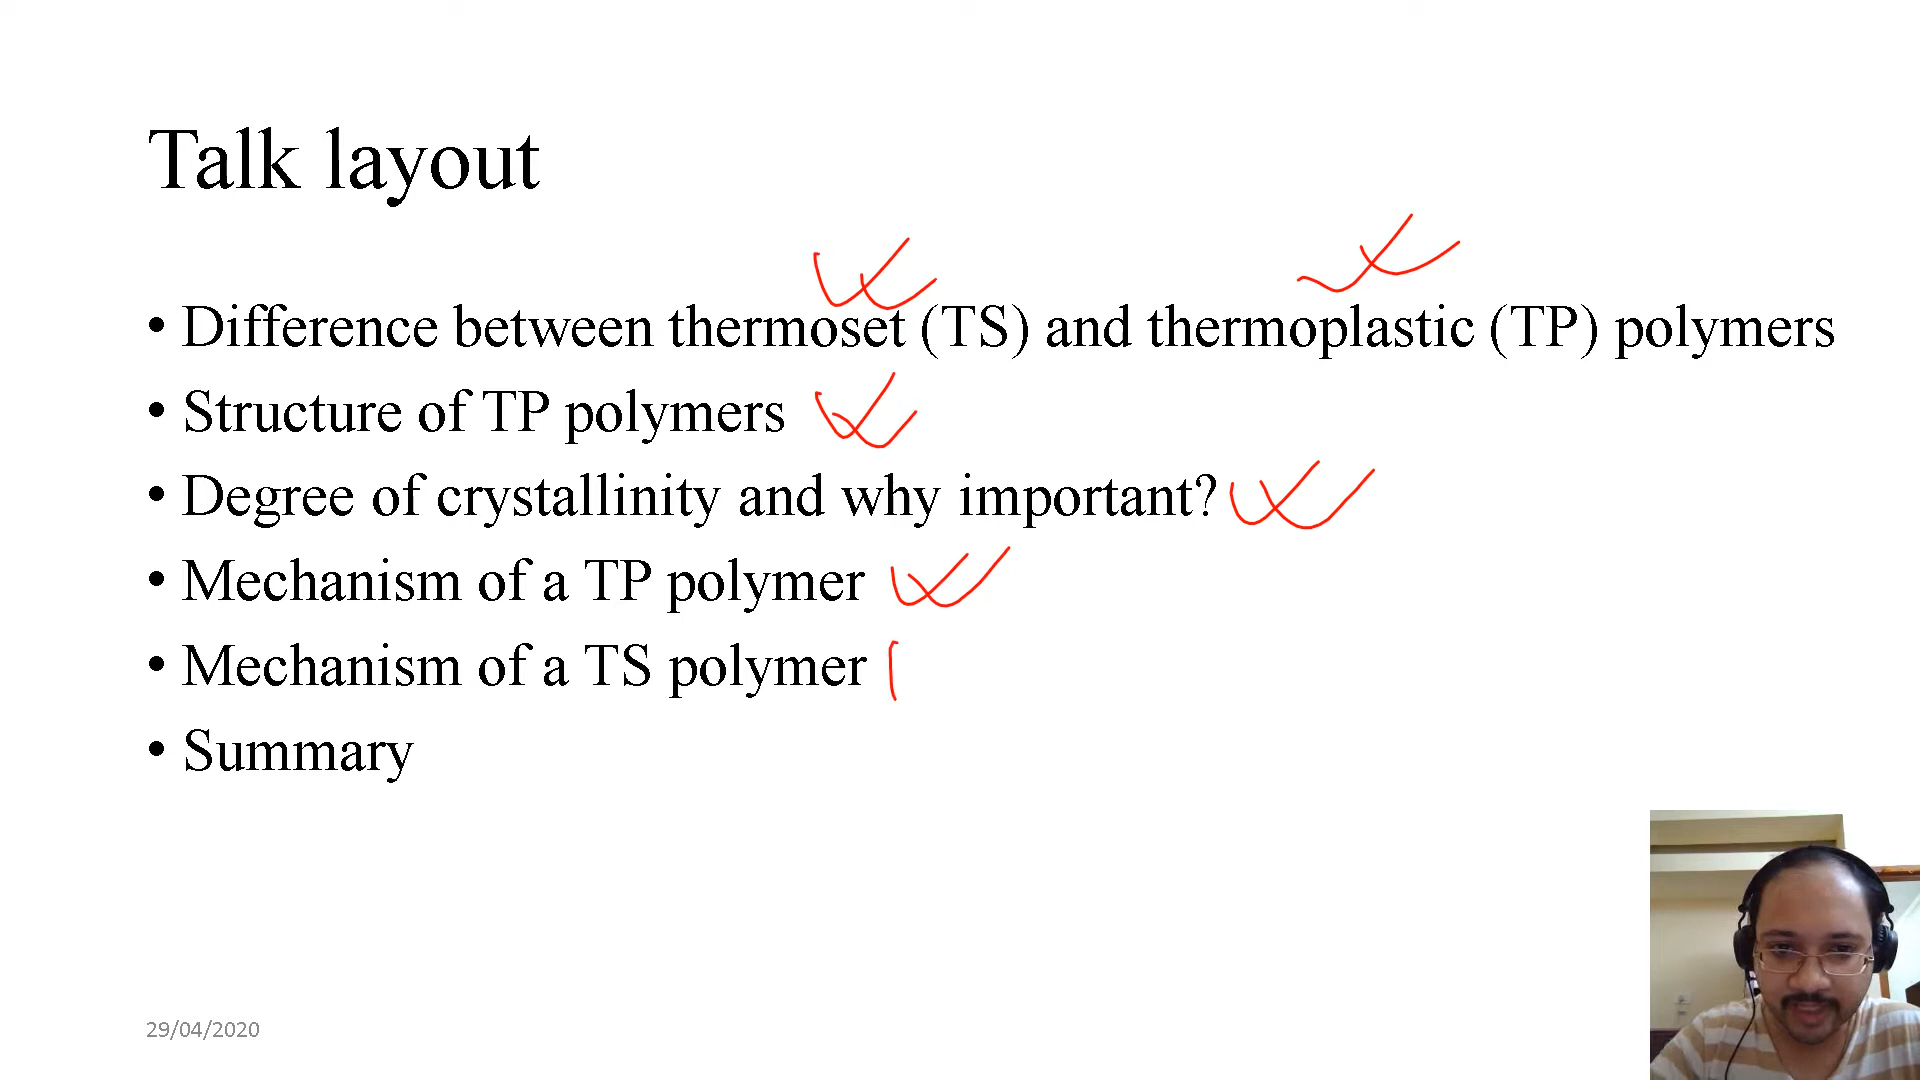 Talk layout
• Difference between thermoset (TS) and thermoplastic (TP) polymers
• Structure of TP polymers
• Degree of crystallinity and why important?
• Mechanism of a TP polymer
• Mechanism of a TS polymer
• Summary
29/04/2020